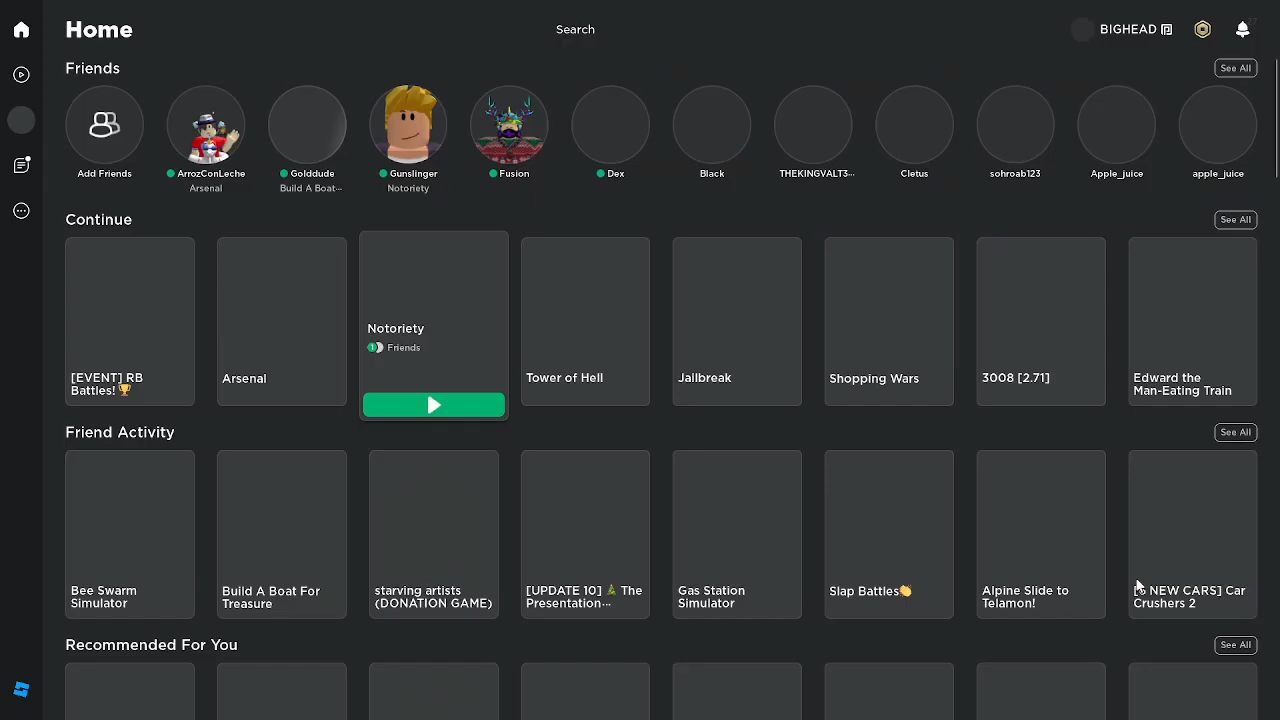 Home
Search
BIGHEAD
Friends
See All
Add Friends
ArrozConLeche
Arsenal
Golddude
Build A Boat...
Gunslinger
Notoriety
Fusion
Dex
Black
THEKINGVALT3...
Cletus
sohroab123
Apple_juice
apple_juice
Continue
See All
[EVENT] RB
Battles!🏆
Arsenal
Notoriety
1 Friends
Tower of Hell
Jailbreak
Shopping Wars
3008 [2.71]
Edward the
Man-Eating Train
Friend Activity
See All
Bee Swarm
Simulator
Build A Boat For
Treasure
starving artists
(DONATION GAME)
[UPDATE 10] 🎄 The
Presentation...
Gas Station
Simulator
Slap Battles👏
Alpine Slide to
Telamon!
NEW CARS] Car
Crushers 2
Recommended For You
See All